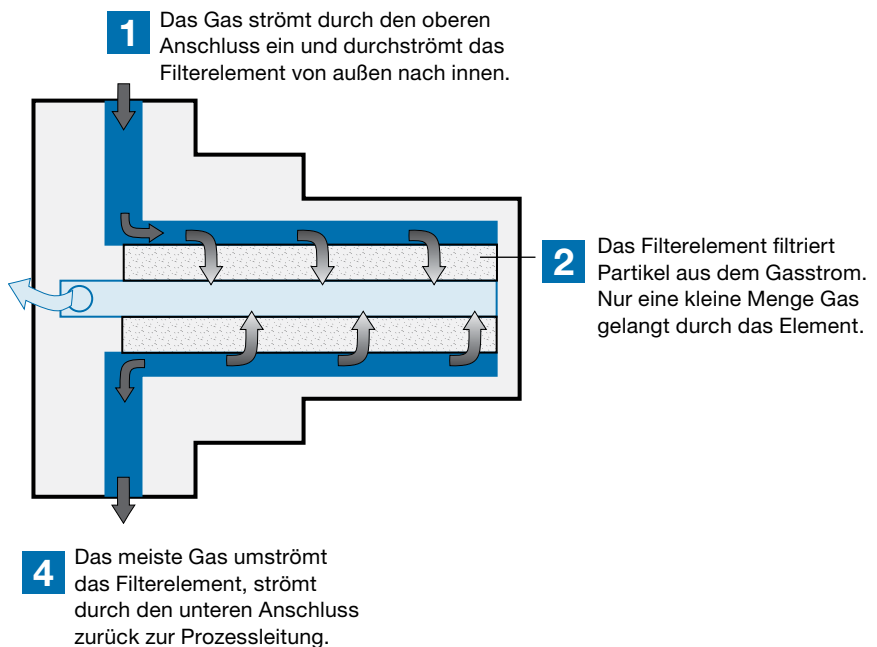 1
Das Gas strömt durch den oberen
Anschluss ein und durchströmt das
Filterelement von außen nach innen.
2
Das Filterelement filtriert
Partikel aus dem Gasstrom.
Nur eine kleine Menge Gas
gelangt durch das Element.
4
Das meiste Gas umströmt
das Filterelement, strömt
durch den unteren Anschluss
zurück zur Prozessleitung.